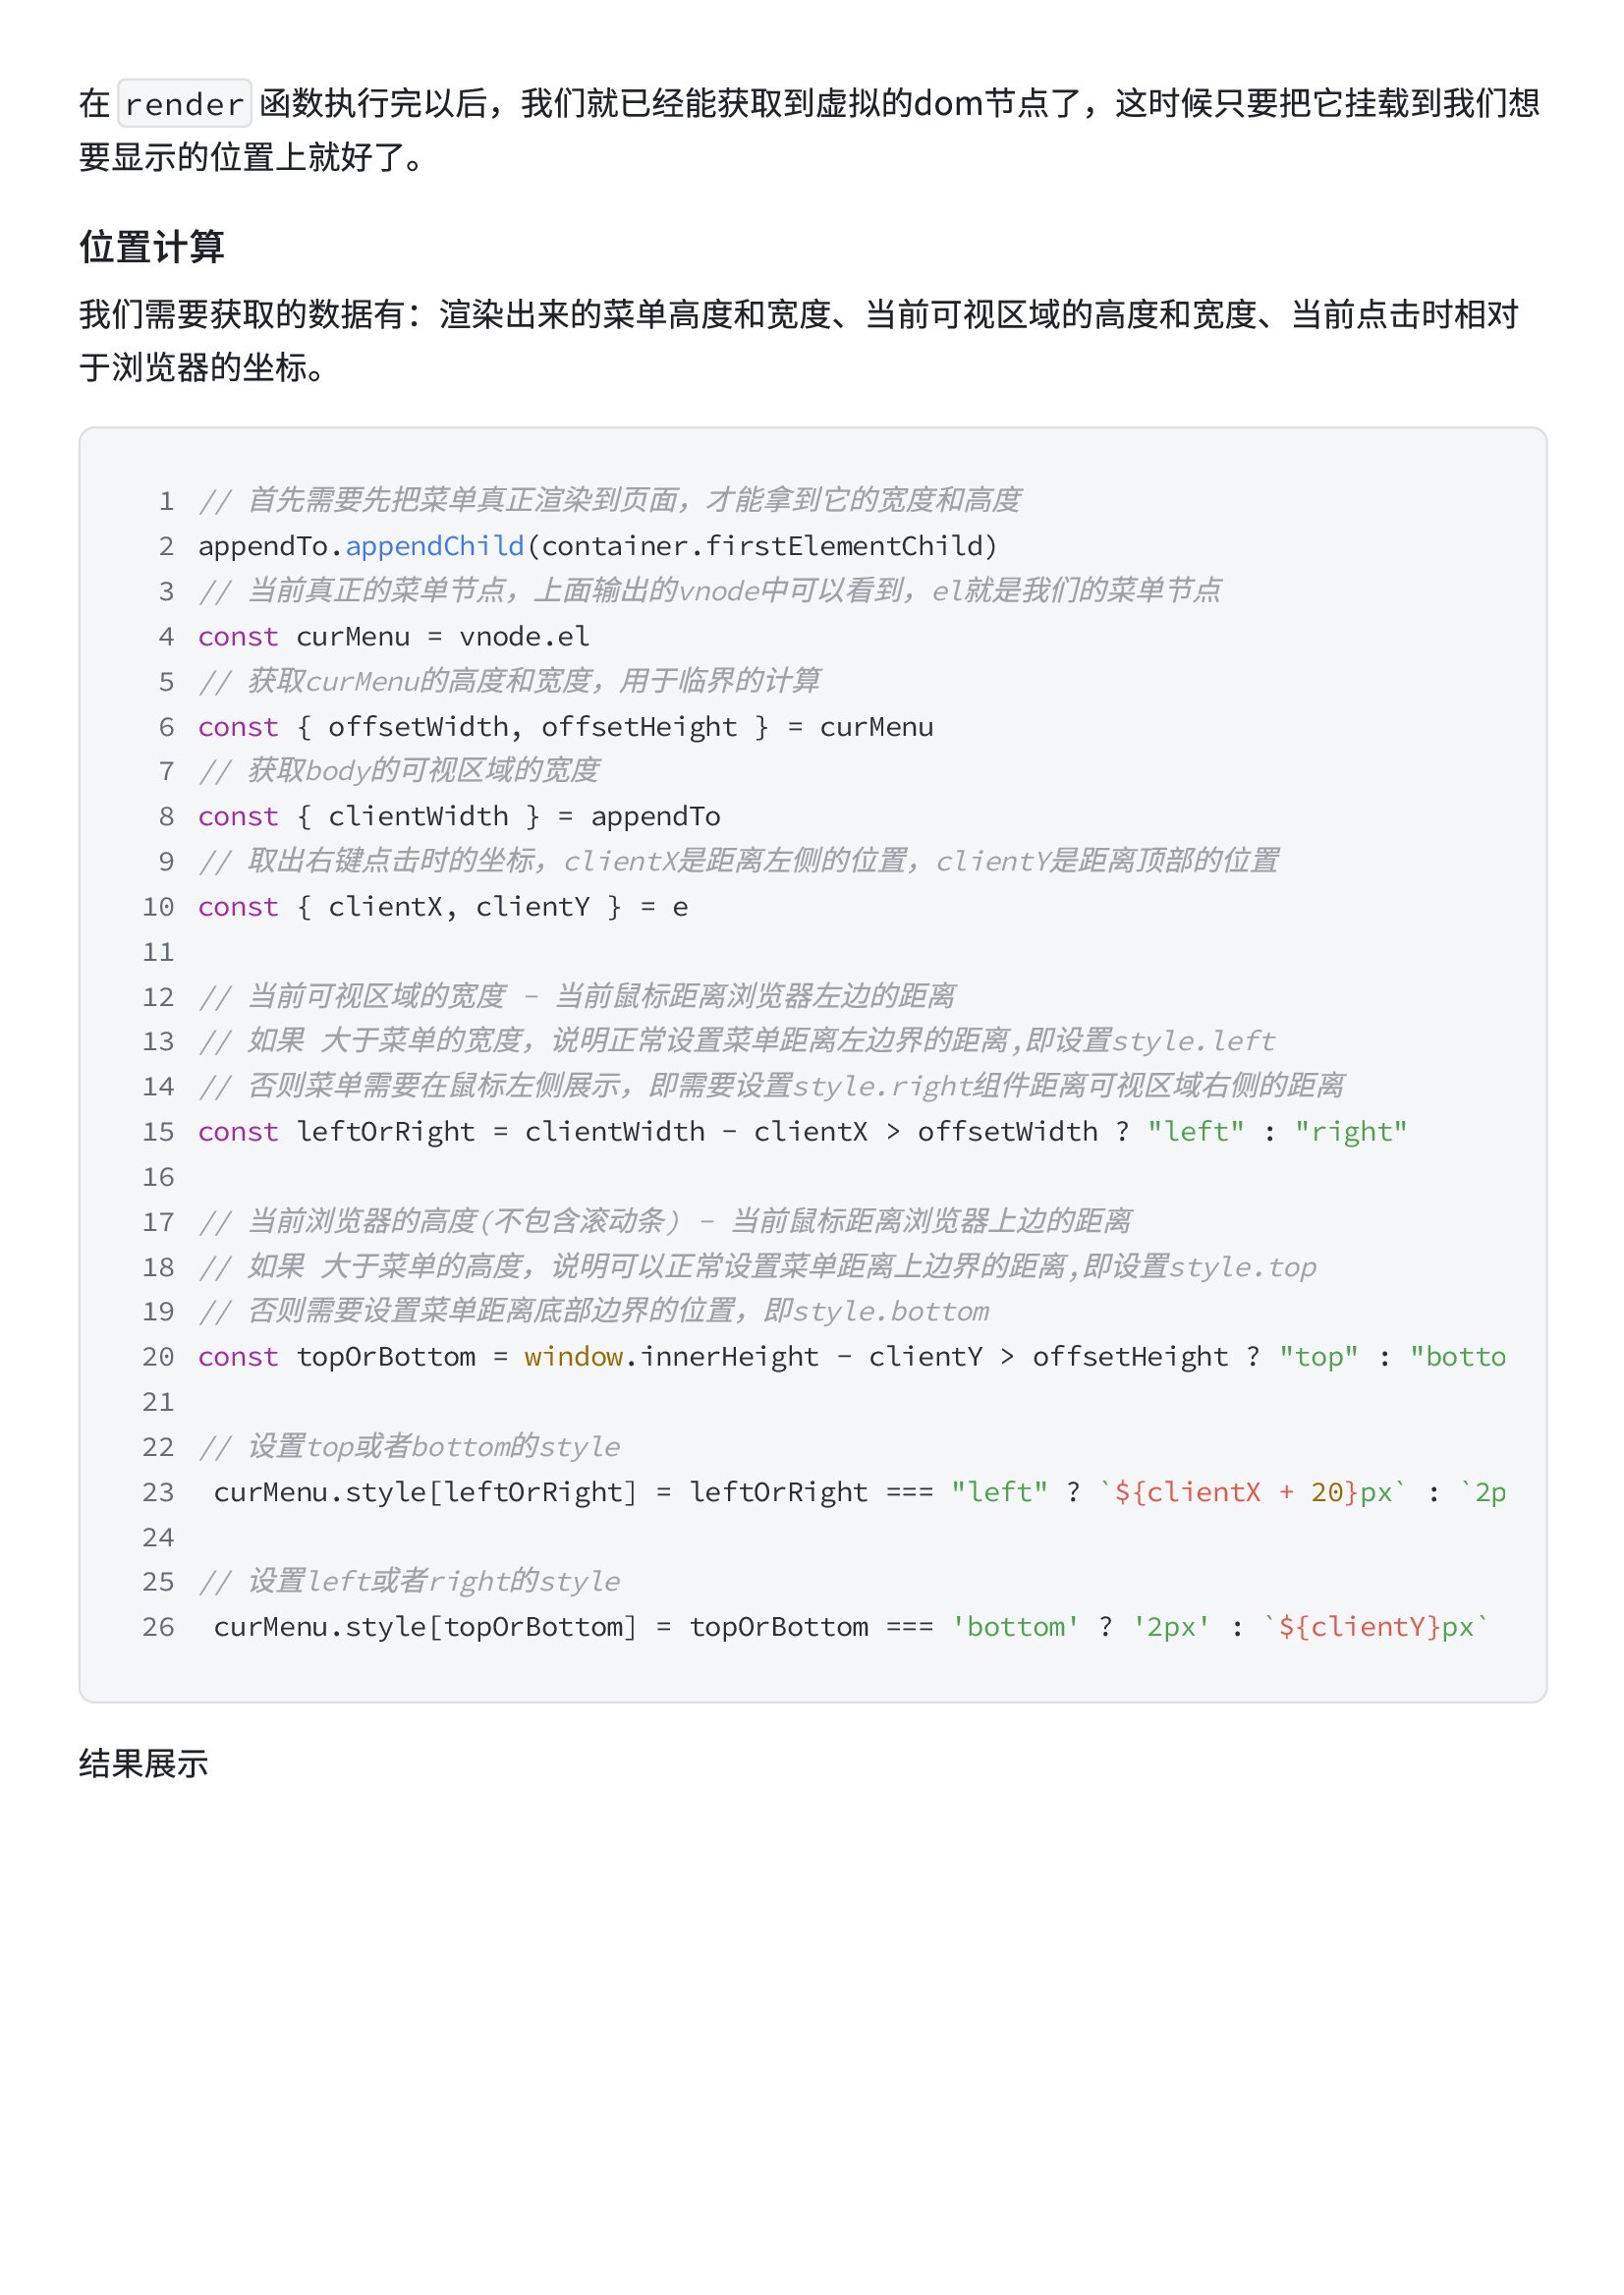 在 render 函数执行完以后，我们就已经能获取到虚拟的dom节点了，这时候只要把它挂载到我们想
要显示的位置上就好了。
位置计算
我们需要获取的数据有：渲染出来的菜单高度和宽度、当前可视区域的高度和宽度、当前点击时相对
于浏览器的坐标。
1 // 首先需要先把菜单真正渲染到页面，才能拿到它的宽度和高度
2 appendTo.appendChild(container.firstElementChild)
3 // 当前真正的菜单节点，上面输出的vnode中可以看到，el就是我们的菜单节点
4 const curMenu = vnode.el
5 // 获取curMenu的高度和宽度，用于临界的计算
6 const { offsetWidth, offsetHeight } = curMenu
7 // 获取body的可视区域的宽度
8 const { clientWidth } = appendTo
9 // 取出右键点击时的坐标，clientX是距离左侧的位置，clientY是距离顶部的位置
10 const { clientX, clientY } = e
11
12 // 当前可视区域的宽度 - 当前鼠标距离浏览器左边的距离
13 // 如果 大于菜单的宽度，说明正常设置菜单距离左边界的距离,即设置style.left
14 // 否则菜单需要在鼠标左侧展示，即需要设置style.right组件距离可视区域右侧的距离
15 const leftOrRight = clientWidth - clientX > offsetWidth ? "left" : "right"
16
17 // 当前浏览器的高度(不包含滚动条) - 当前鼠标距离浏览器上边的距离
18 // 如果 大于菜单的高度，说明可以正常设置菜单距离上边界的距离,即设置style.top
19 // 否则需要设置菜单距离底部边界的位置，即style.bottom
20 const topOrBottom = window.innerHeight - clientY > offsetHeight ? "top" : "botto
21
22 // 设置top或者bottom的style
23  curMenu.style[leftOrRight] = leftOrRight === "left" ? `${clientX + 20}px` : `2p
24
25 // 设置left或者right的style
26  curMenu.style[topOrBottom] = topOrBottom === 'bottom' ? '2px' : `${clientY}px`
结果展示